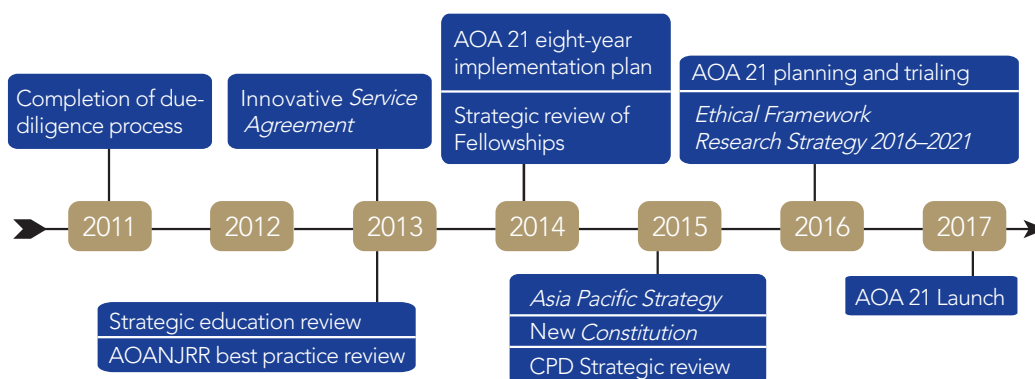 AOA 21 eight-year
implementation plan
Strategic review of
Fellowships
Completion of due-
diligence process
Innovative Service
Agreement
AOA 21 planning and trialing
Ethical Framework
Research Strategy 2016–2021
2011
2012
2013
2014
2015
2016
2017
Strategic education review
AOANJRR best practice review
Asia Pacific Strategy
New Constitution
CPD Strategic review
AOA 21 Launch